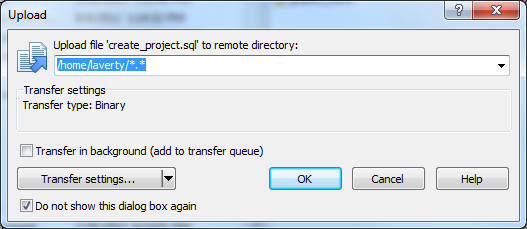 Upload
Upload file 'create_project.sql' to remote directory:
/home/laverty/*.*
Transfer settings
Transfer type: Binary
Transfer in background (add to transfer queue)
Transfer settings... OK Cancel Help
Do not show this dialog box again